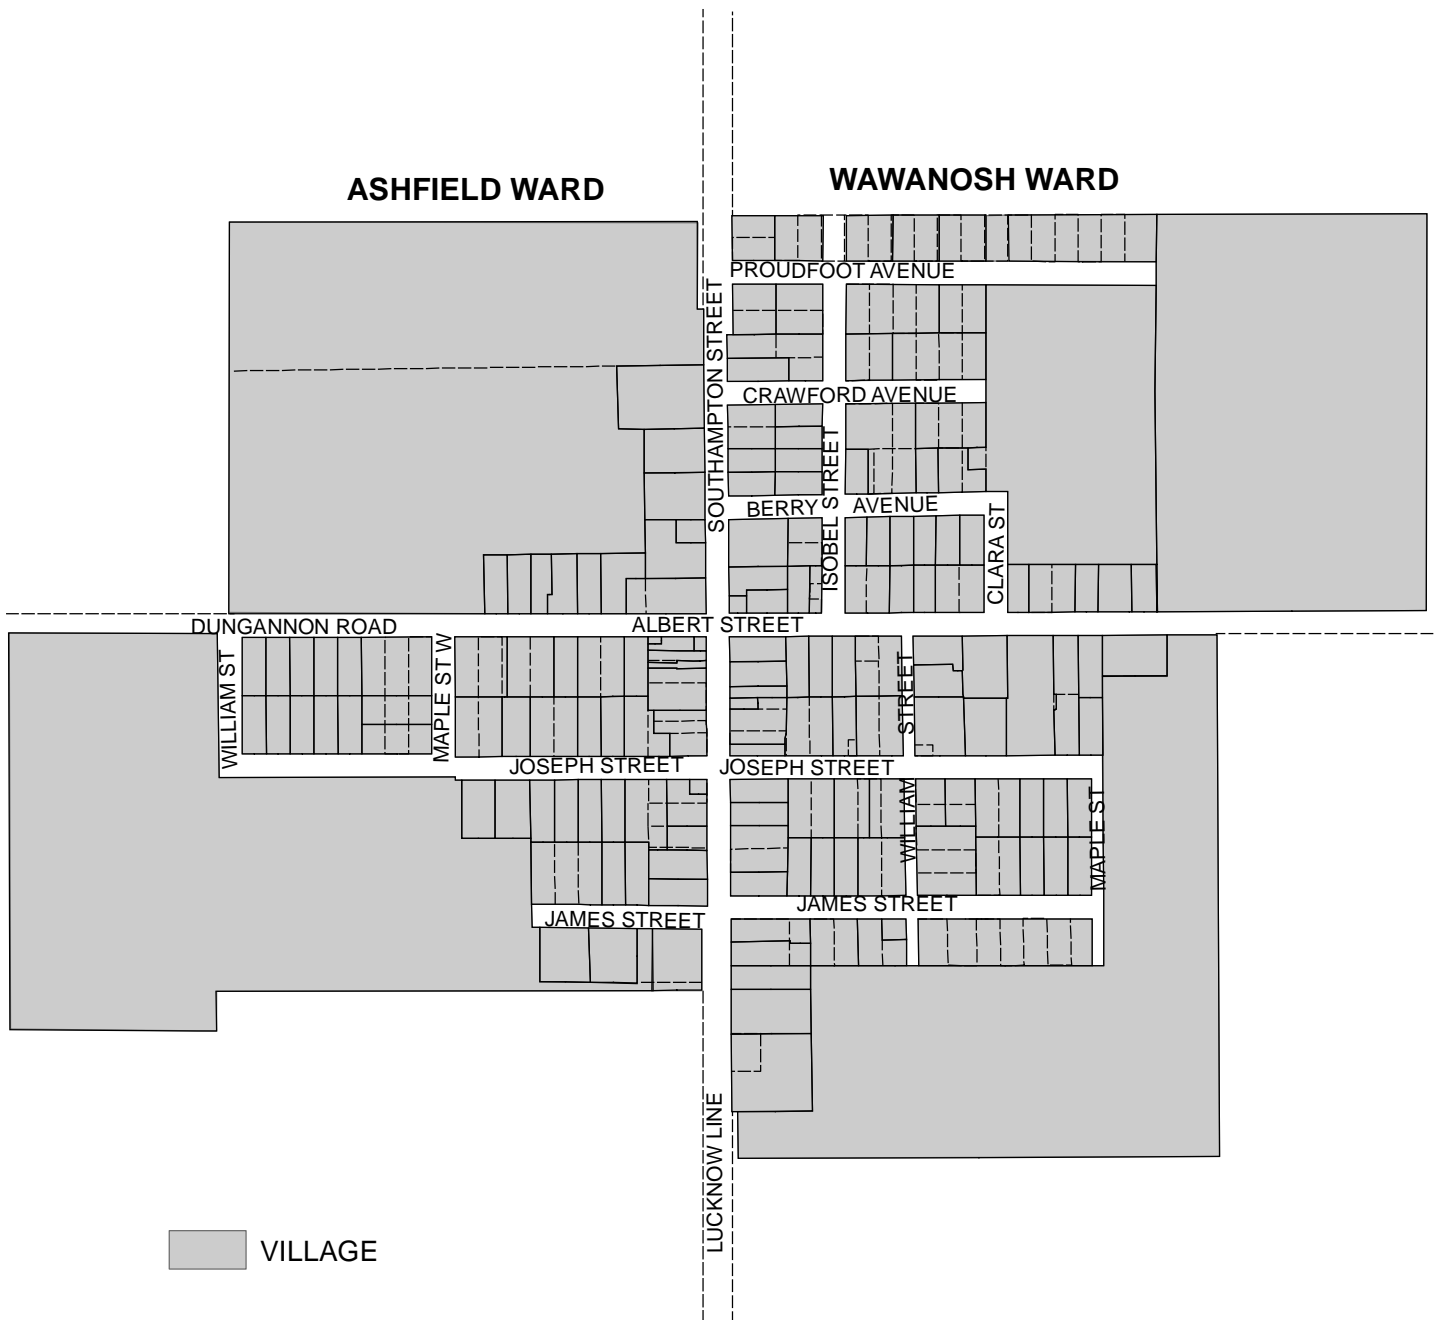 ASHFIELD WARD
WAWANOSH WARD
PROUDFOOT AVENUE
SOUTHAMPTON STREET
CRAWFORD AVENUE
ISOBEL STREET
BERRY AVENUE
CLARA ST
DUNGANNON ROAD
ALBERT STREET
WILLIAM ST
MAPLE ST W
WILLIAM STREET
JOSEPH STREET
JOSEPH STREET
MAPLE ST
JAMES STREET
JAMES STREET
LUCKNOW LINE
VILLAGE